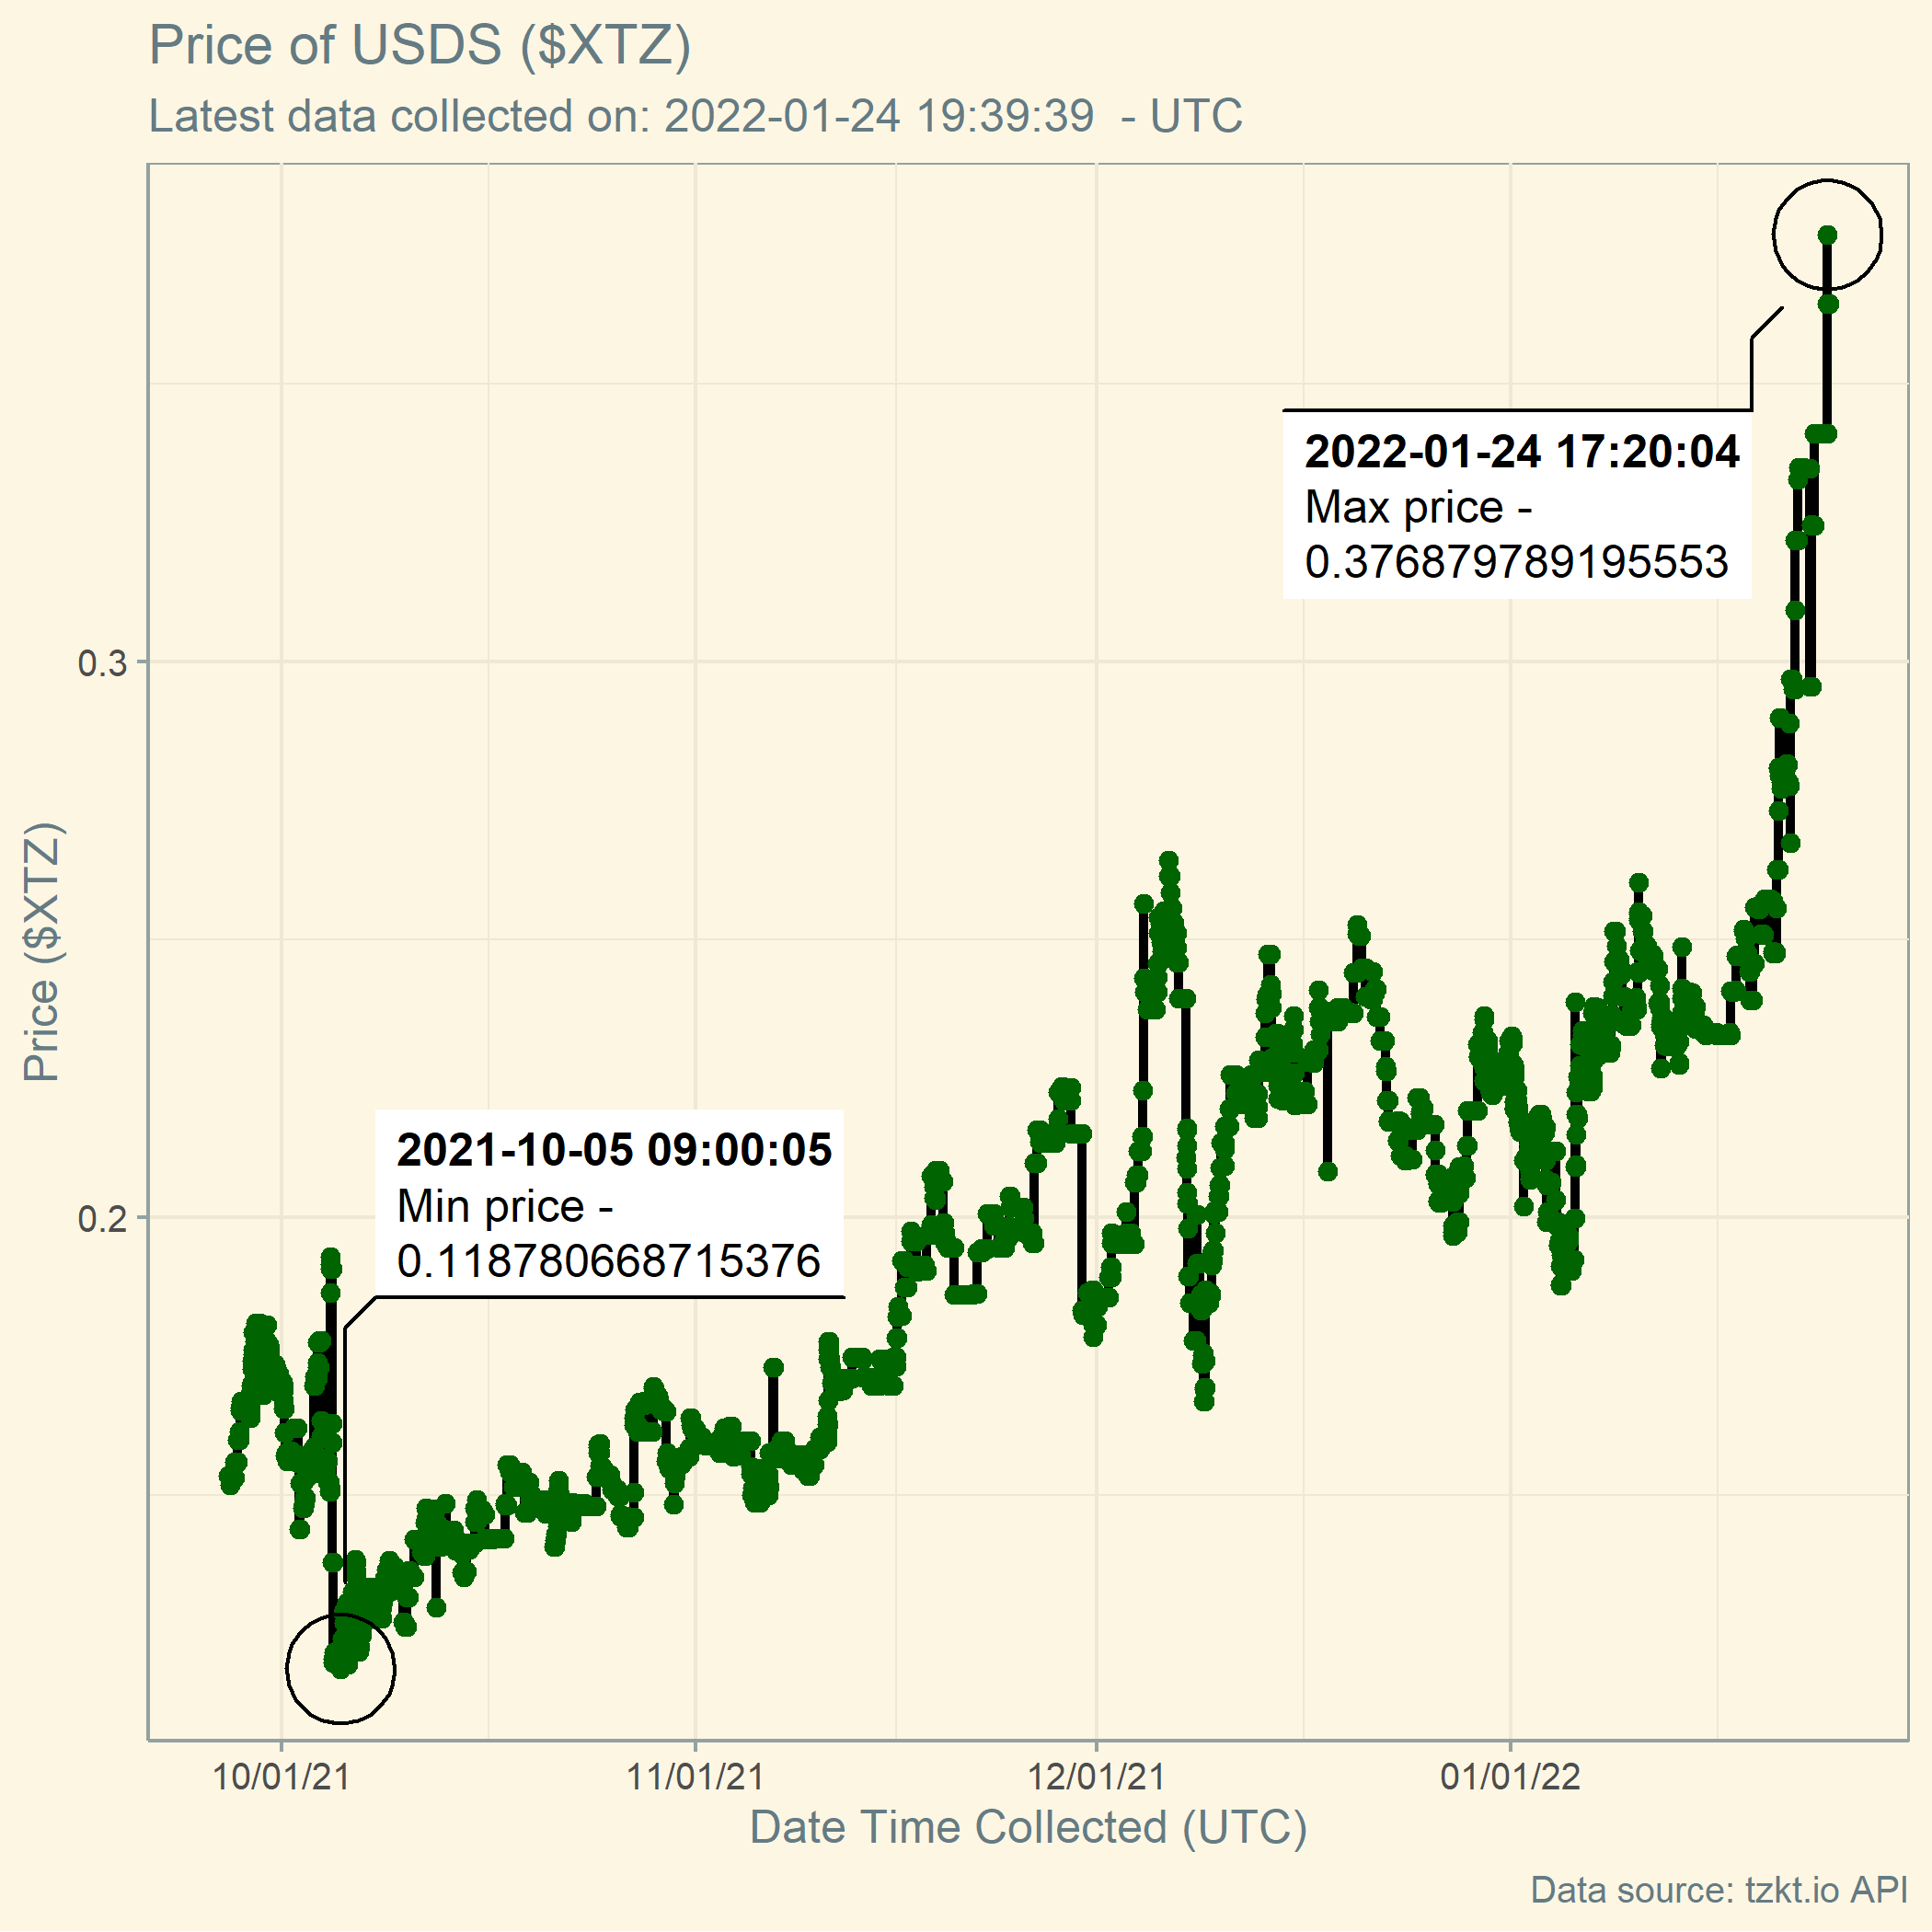 Price of USDS ($XTZ)
Latest data collected on: 2022-01-24 19:39:39  - UTC
2022-01-24 17:20:04
Max price -
0.376879789195553
0.3
Price ($XTZ)
2021-10-05 09:00:05
Min price -
0.118780668715376
0.2
10/01/21
11/01/21
12/01/21
01/01/22
Date Time Collected (UTC)
Data source: tzkt.io API